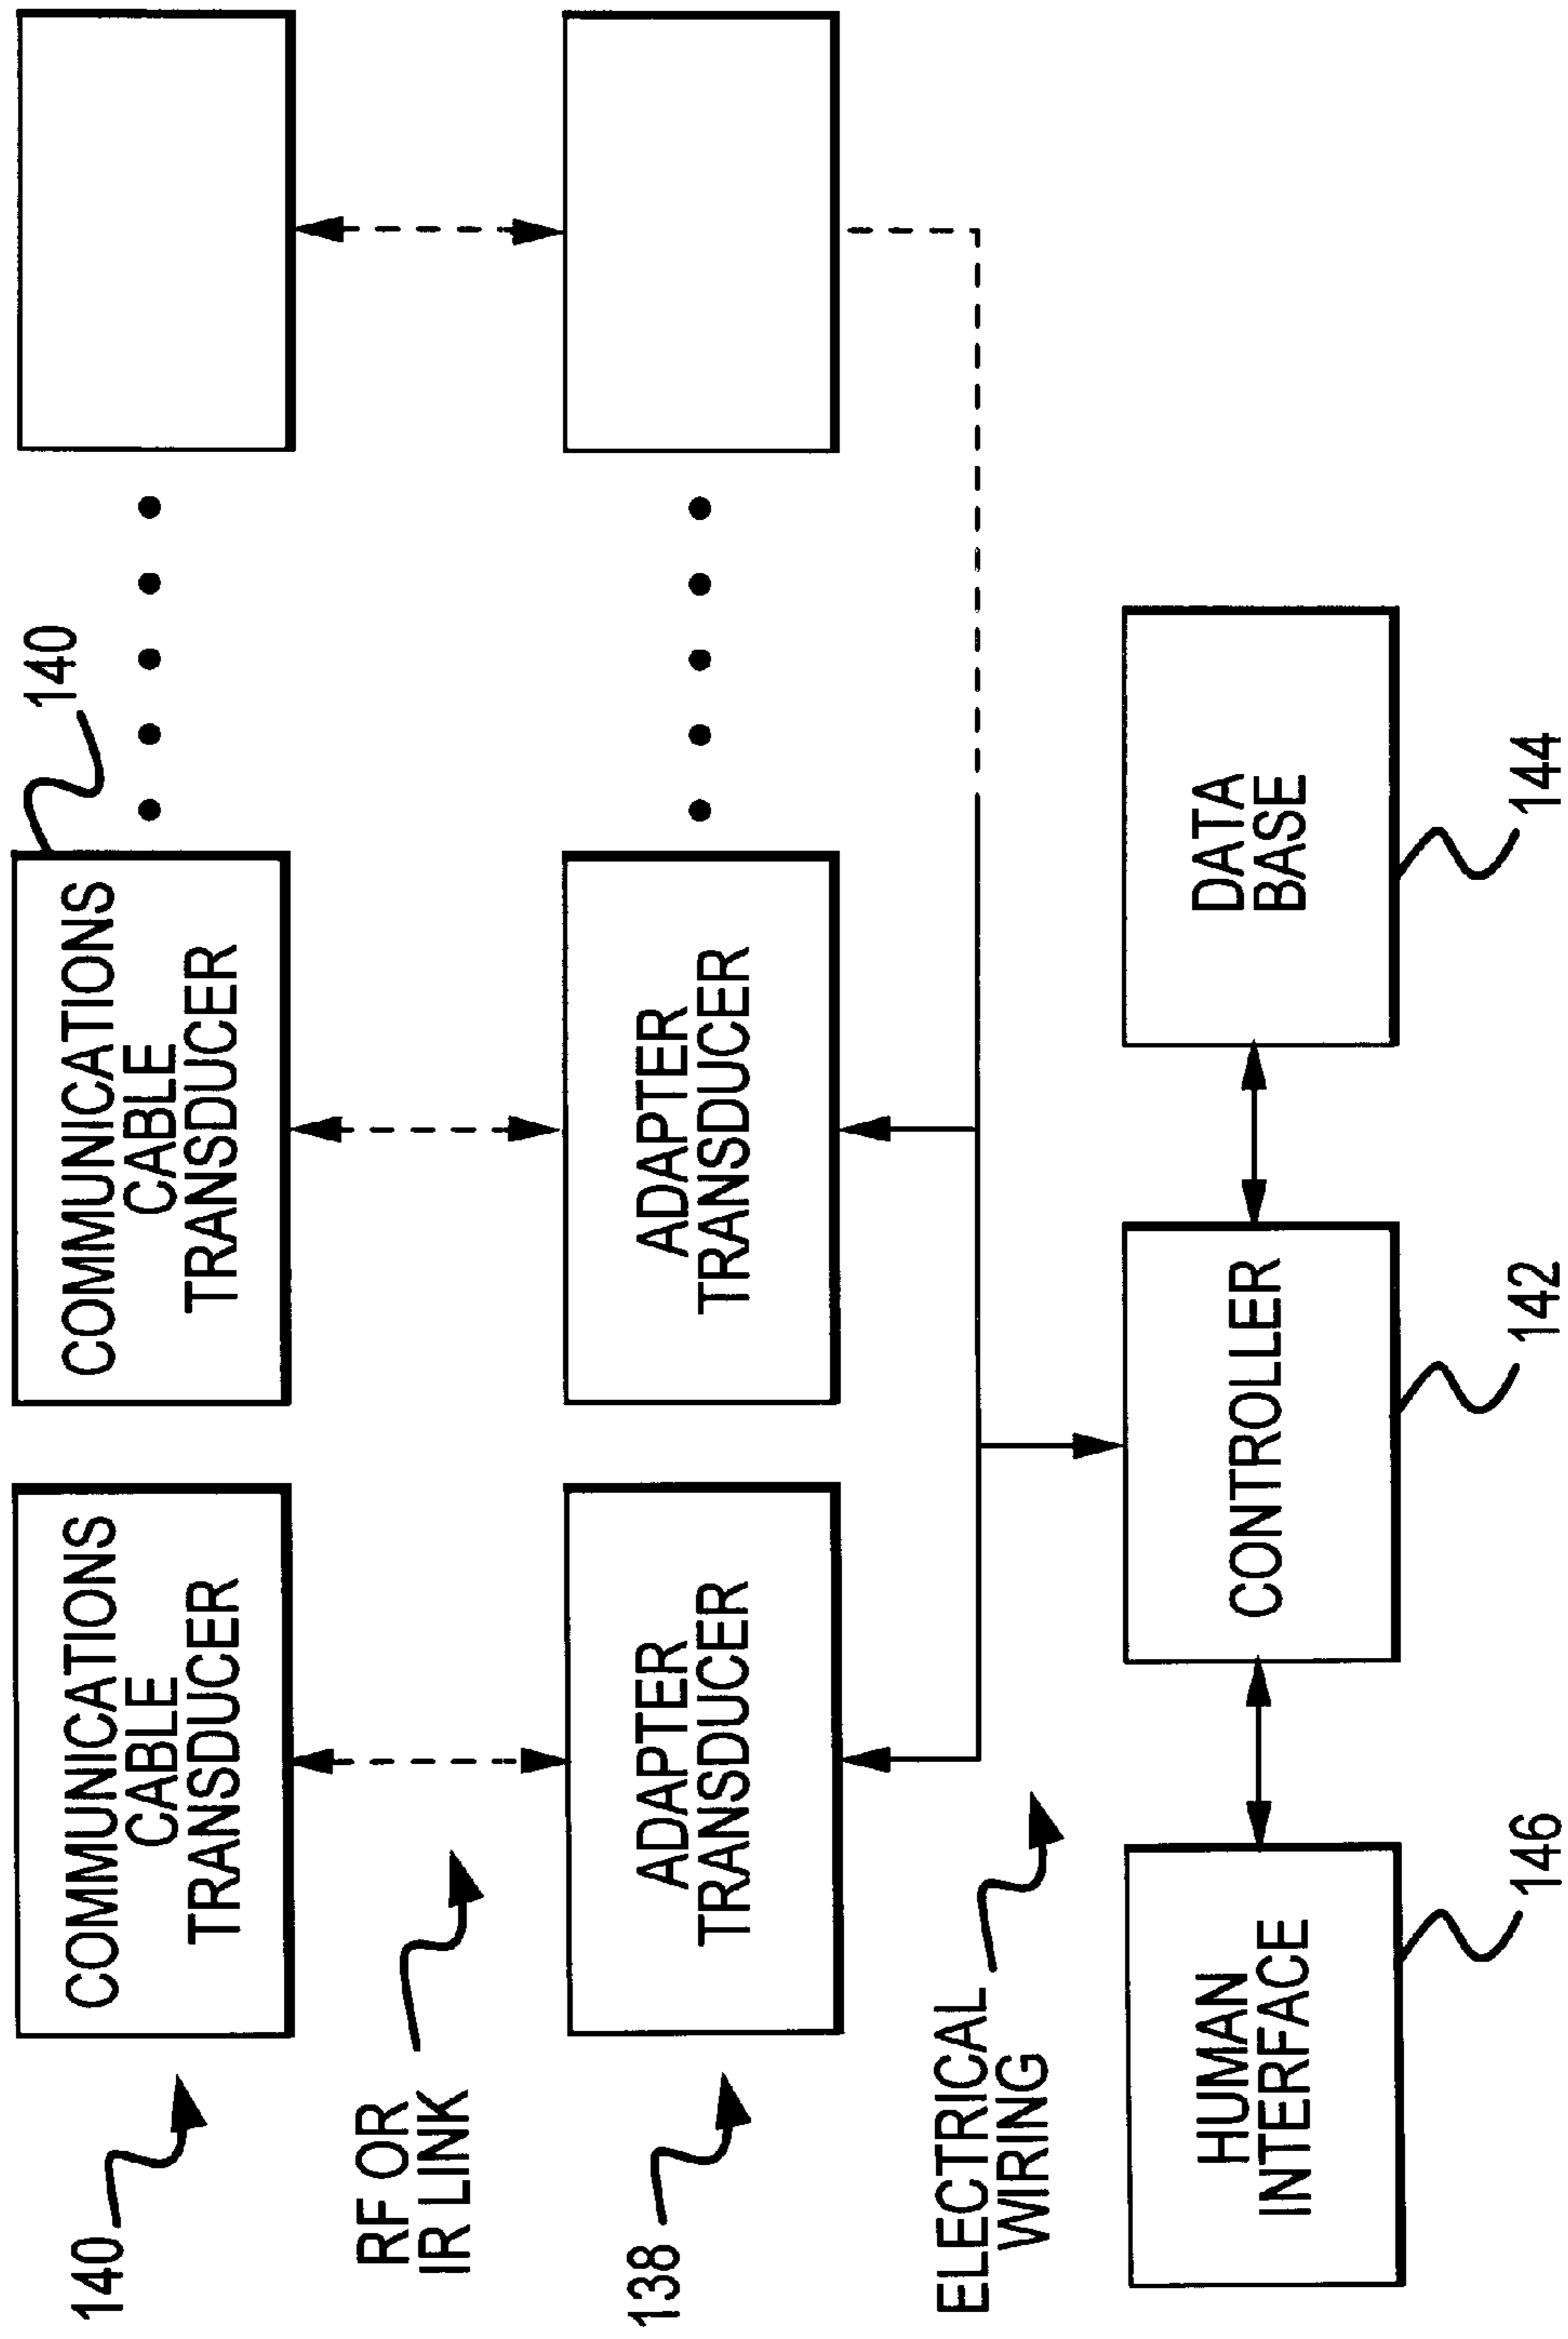 140
COMMUNICATIONS
CABLE
TRANSDUCER
COMMUNICATIONS
CABLE
TRANSDUCER
140
RF OR
IR LINK
138
ADAPTER
TRANSDUCER
ADAPTER
TRANSDUCER
ELECTRICAL
WIRING
HUMAN
INTERFACE
CONTROLLER
DATA
BASE
146
142
144